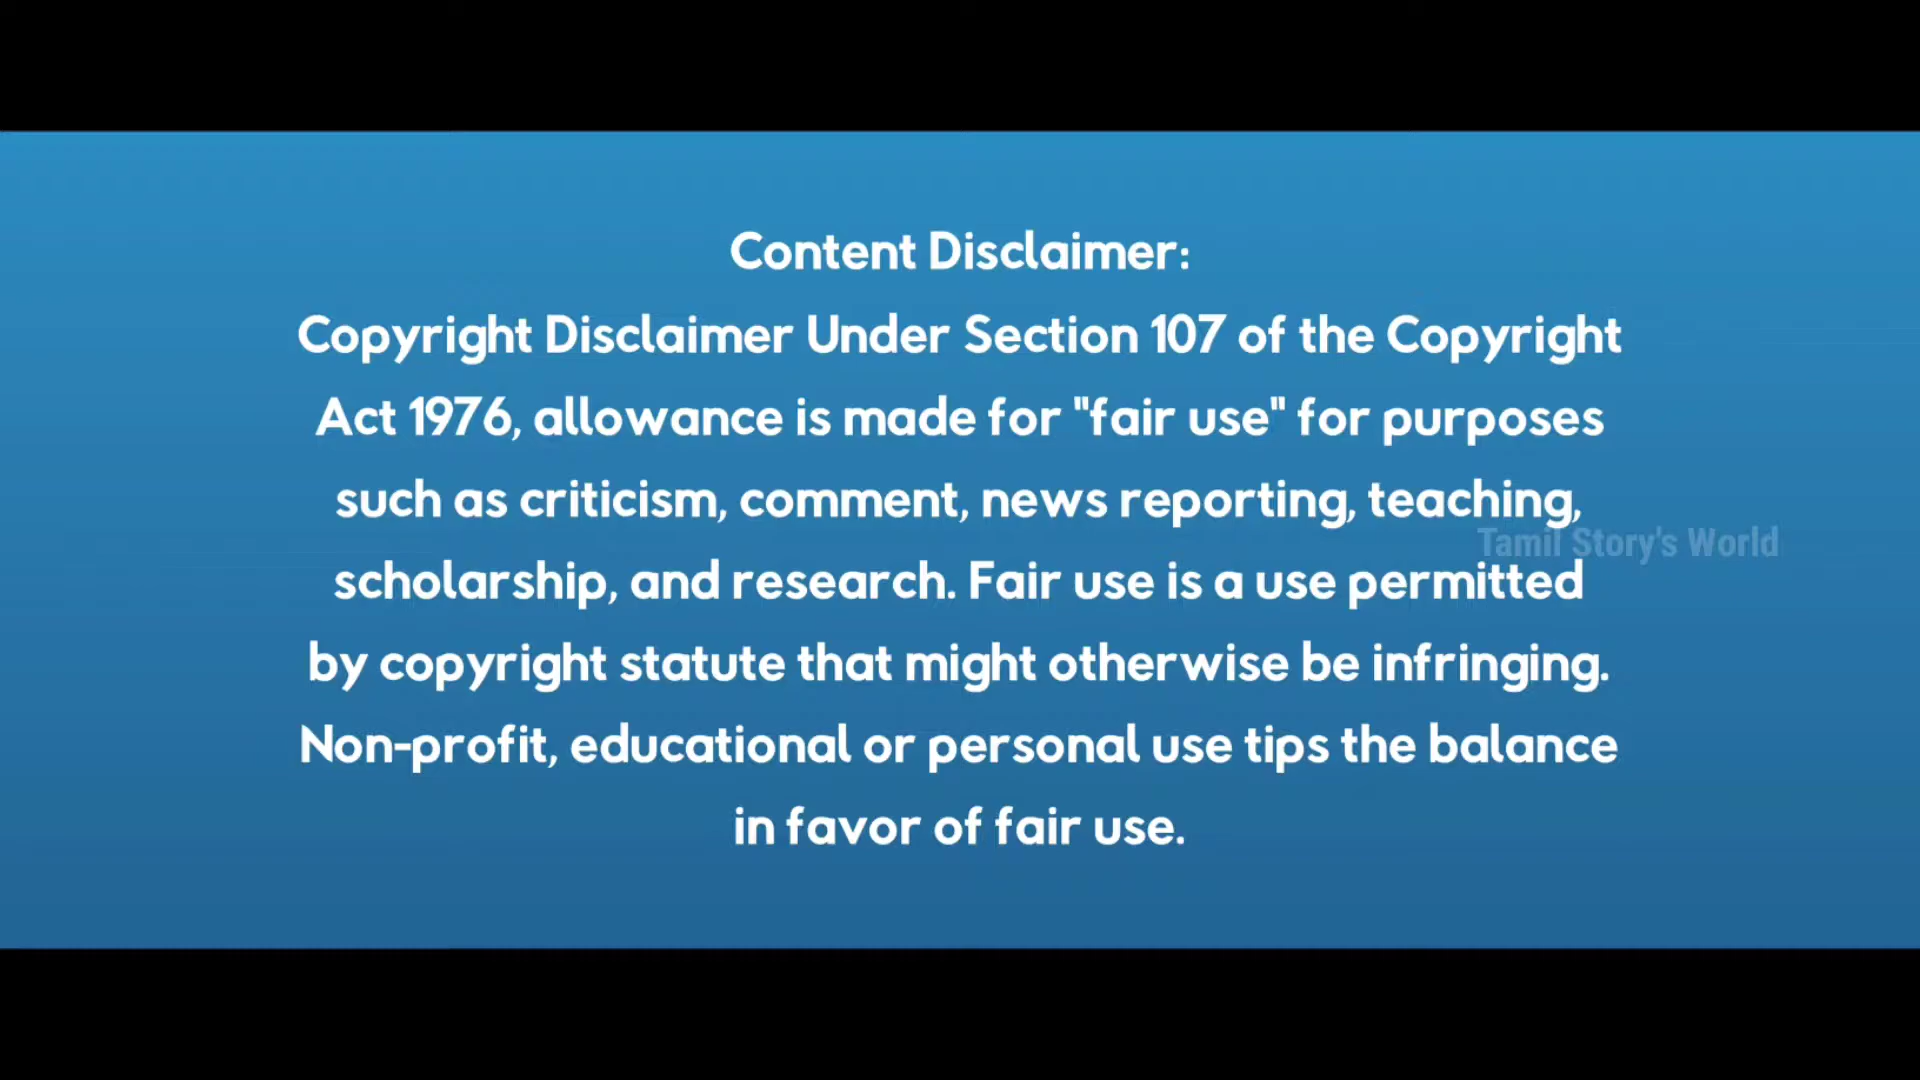 Content Disclaimer:
Copyright Disclaimer Under Section 107 of the Copyright
Act 1976, allowance is made for "fair use" for purposes
such as criticism, comment, news reporting, teaching,
Tamil Story's World
scholarship, and research. Fair use is a use permitted
by copyright statute that might otherwise be infringing.
Non-profit, educational or personal use tips the balance
in favor of fair use.